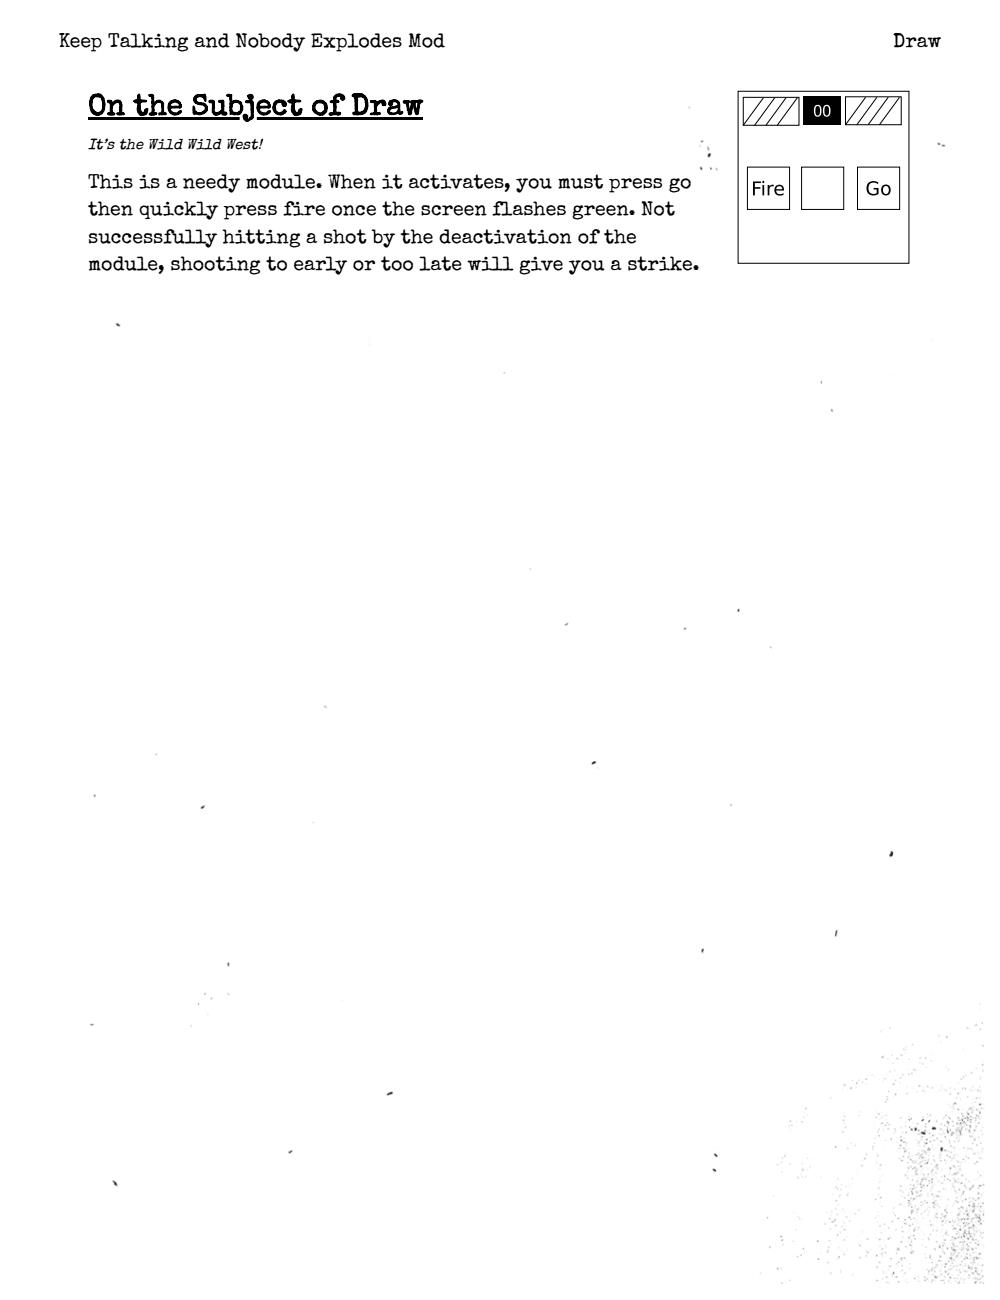 Keep Talking and Nobody Explodes Mod
Draw
On the Subject of Draw
It's the Wild Wild West!
This is a needy module. When it activates, you must press go
then quickly press fire once the screen flashes green. Not
successfully hitting a shot by the deactivation of the
module, shooting to early or too late will give you a strike.
00
Fire
Go